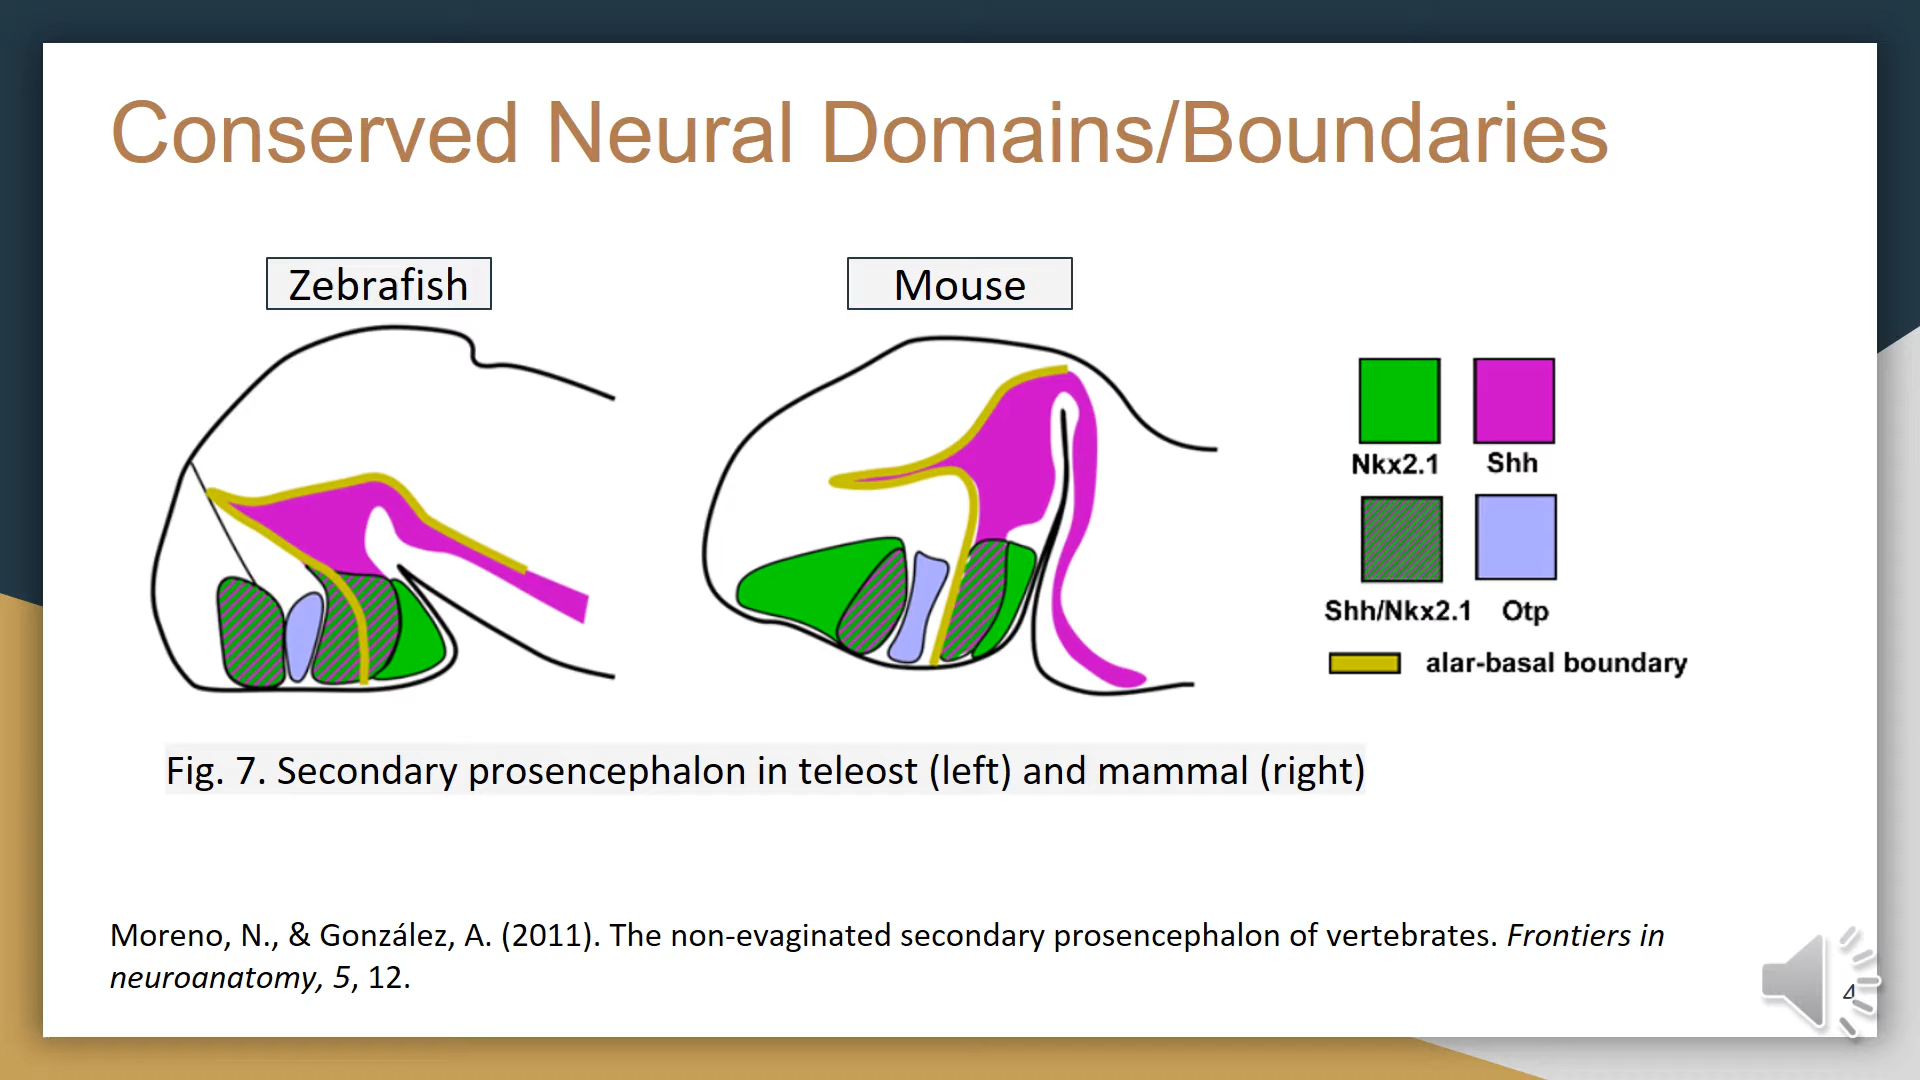 Conserved Neural Domains/Boundaries
Zebrafish
Mouse
Nkx2.1
Shh
Shh/Nkx2.1
Otp
alar-basal boundary
Fig. 7. Secondary prosencephalon in teleost (left) and mammal (right)
Moreno, N., & González, A. (2011). The non-evaginated secondary prosencephalon of vertebrates. Frontiers in
neuroanatomy, 5, 12.
4